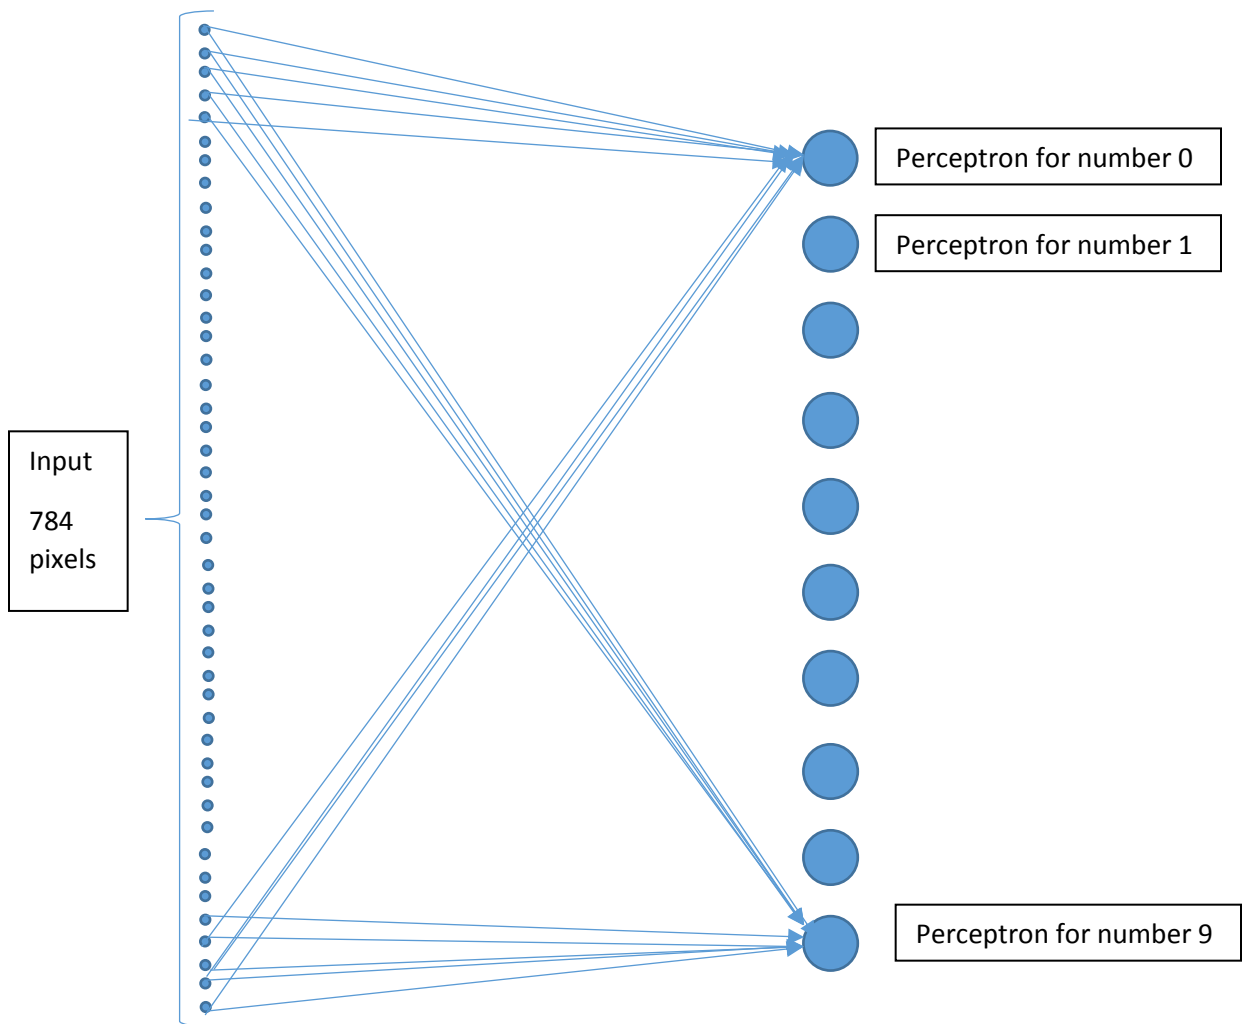 Perceptron for number 0
Perceptron for number 1
Input
784
pixels
Perceptron for number 9